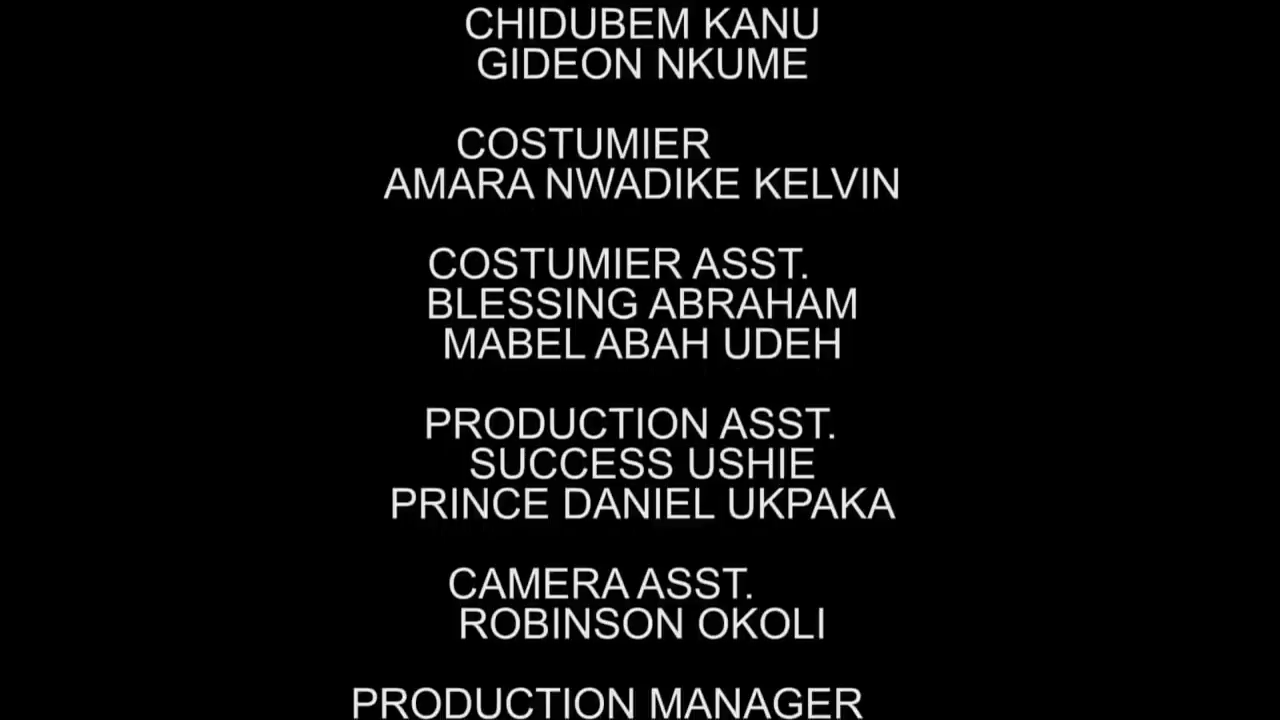 CHIDUBEM KANU
GIDEON NKUME
COSTUMIER
AMARA NWADIKE KELVIN
COSTUMIER ASST.
BLESSING ABRAHAM
MABEL ABAH UDEH
PRODUCTION ASST.
SUCCESS USHIE
PRINCE DANIEL UKPAKA
CAMERA ASST.
ROBINSON OKOLI
PRODUCTION MANAGER